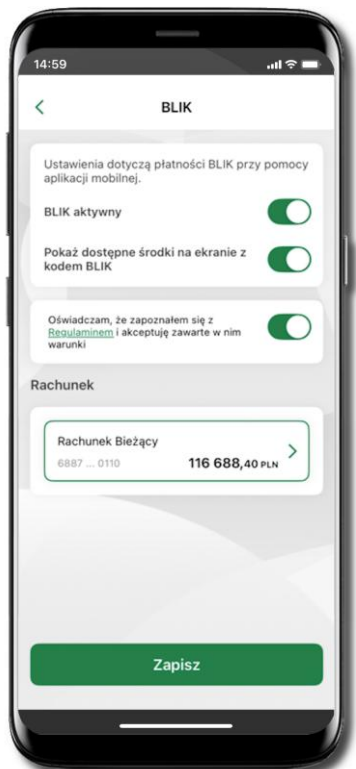 14:59
BLIK
Ustawienia dotyczą płatności BLIK przy pomocy
aplikacji mobilnej.
BLIK aktywny
Pokaż dostępne środki na ekranie z
kodem BLIK
Oświadczam, że zapoznałem się z
Regulaminem i akceptuję zawarte w nim
warunki
Rachunek
Rachunek Bieżący
6887 ... 0110 116 688,40 PLN
Zapisz